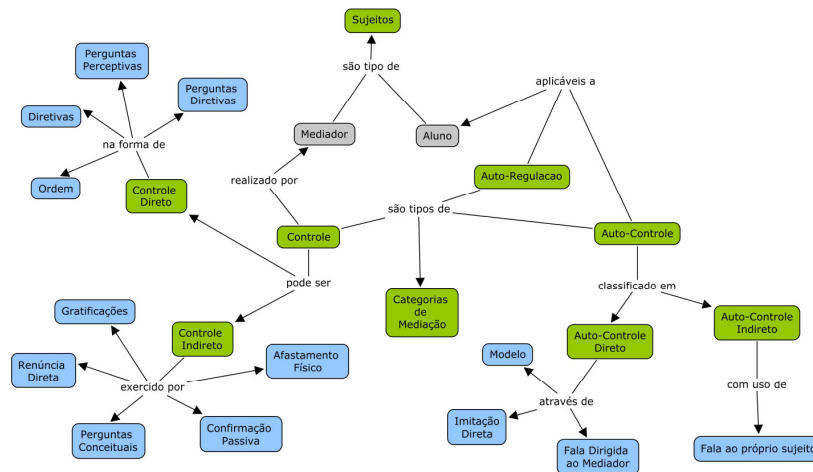 Sujeitos
Perguntas
Perceptivas
são tipo de
aplicáveis a
Perguntas
Diretivas
Diretivas
Mediador
Aluno
na forma de
realizado por
Auto-Regulacao
Ordem
Controle
Direto
são tipos de
Controle
Auto-Controle
pode ser
classificado em
Gratificações
Categorias
de
Mediação
Auto-Controle
Indireto
Controle
Indireto
Auto-Controle
Direto
Afastamento
Físico
Modelo
Renúncia
Direta
exercido por
com uso de
através de
Imitação
Direta
Confirmação
Passiva
Perguntas
Conceituais
Fala Dirigida
ao Mediador
Fala ao próprio sujeito